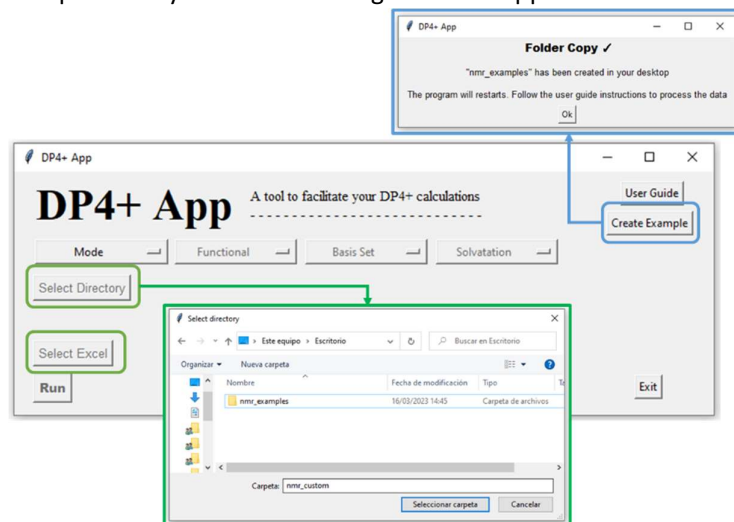 DP4+ App
Folder Copy ✓
"nmr_examples" has been created in your desktop
The program will restarts. Follow the user guide instructions to process the data
Ok
DP4+ App
DP4+ App
A tool to facilitate your DP4+ calculations
User Guide
Create Example
Mode
Functional
Basis Set
Solvatation
Select Directory
Select Excel
Run
Exit
Select directory
Este equipo › Escritorio
Buscar en Escritorio
Organizar
Nueva carpeta
Nombre
Fecha de modificación
Tipo
nmr_examples
16/03/2023 14:45
Carpeta de archivos
Carpeta: nmr_custom
Seleccionar carpeta
Cancelar